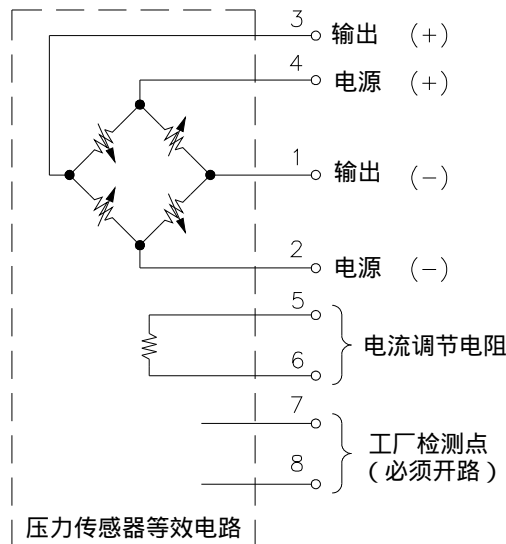 3 输出 (+)
4 电源 (+)
1 输出 (-)
2 电源 (-)
5
电流调节电阻
6
7
工厂检测点
8 (必须开路)
压力传感器等效电路